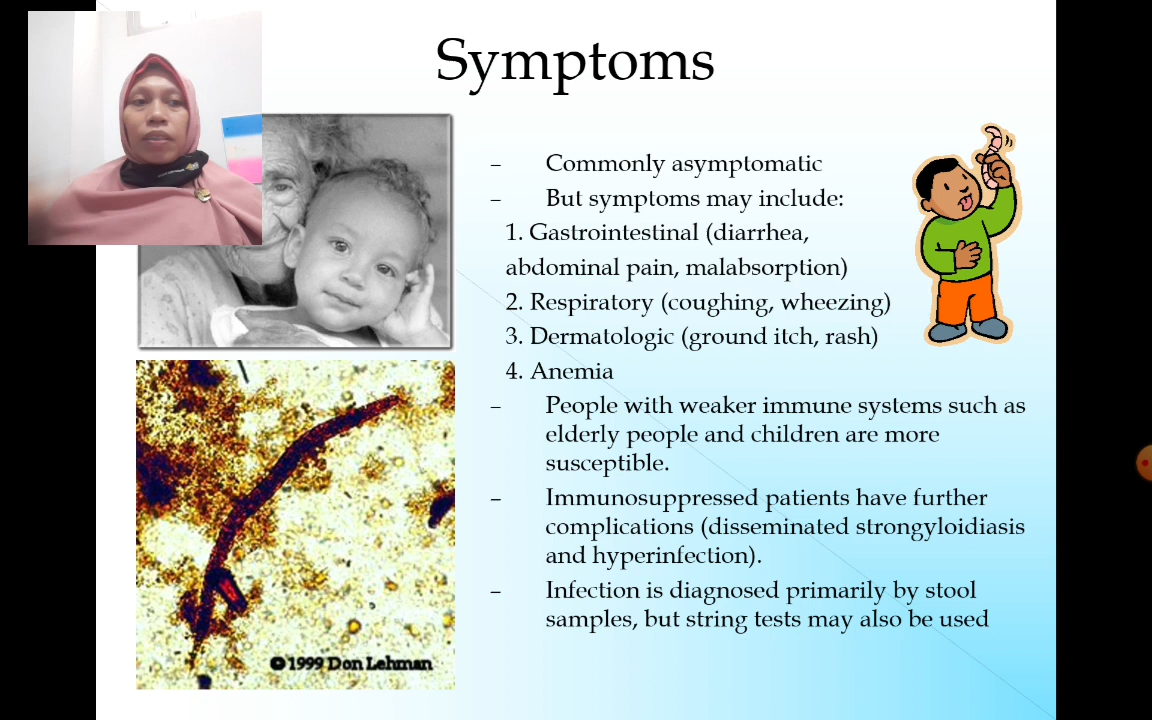 Symptoms
– Commonly asymptomatic
– But symptoms may include:
1. Gastrointestinal (diarrhea,
abdominal pain, malabsorption)
2. Respiratory (coughing, wheezing)
3. Dermatologic (ground itch, rash)
4. Anemia
– People with weaker immune systems such as
elderly people and children are more
susceptible.
– Immunosuppressed patients have further
complications (disseminated strongyloidiasis
and hyperinfection).
– Infection is diagnosed primarily by stool
samples, but string tests may also be used
© 1999 Don Lehman